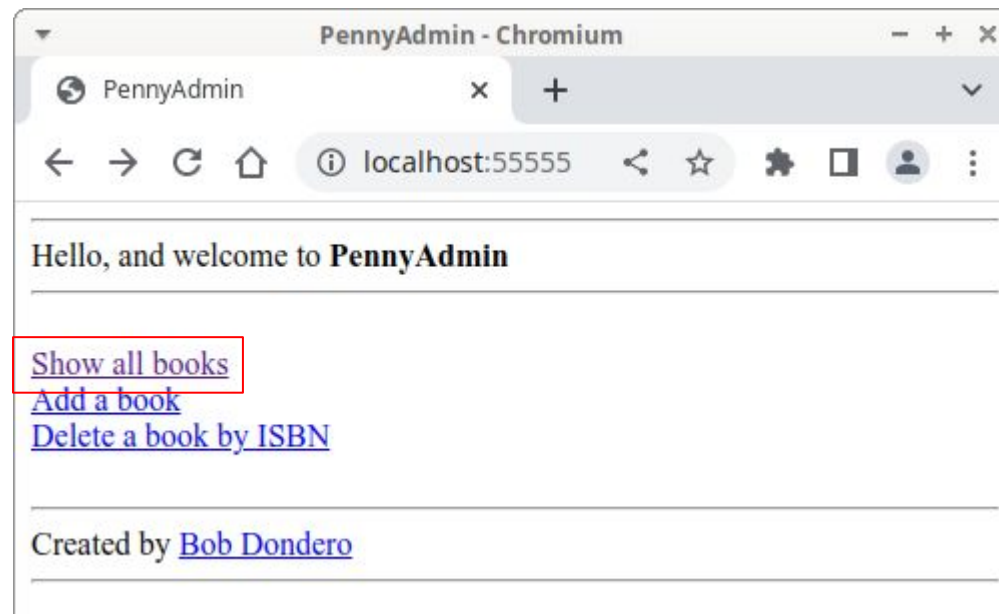 PennyAdmin - Chromium
PennyAdmin
localhost:55555
Hello, and welcome to PennyAdmin
Show all books
Add a book
Delete a book by ISBN
Created by Bob Dondero